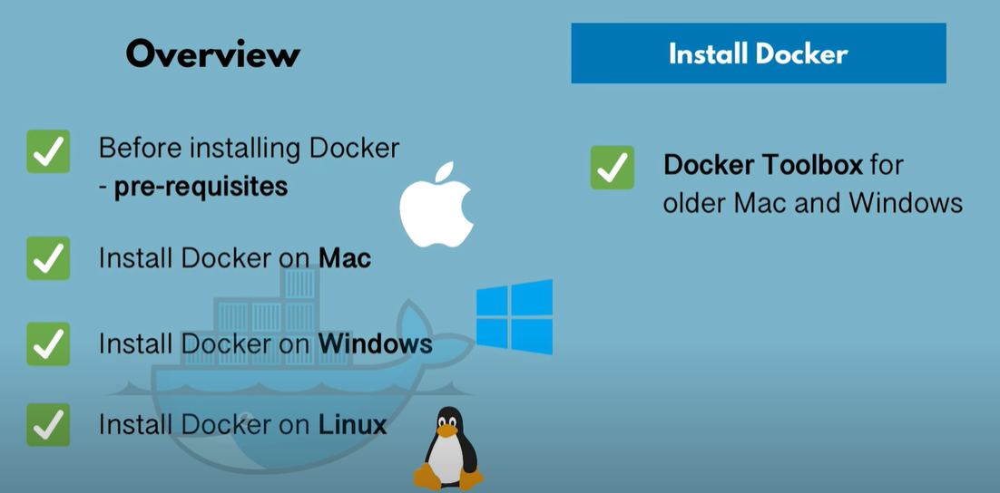 Overview
Before installing Docker
- pre-requisites
Install Docker on Mac
Install Docker on Windows
Install Docker on Linux
Install Docker
Docker Toolbox for
older Mac and Windows